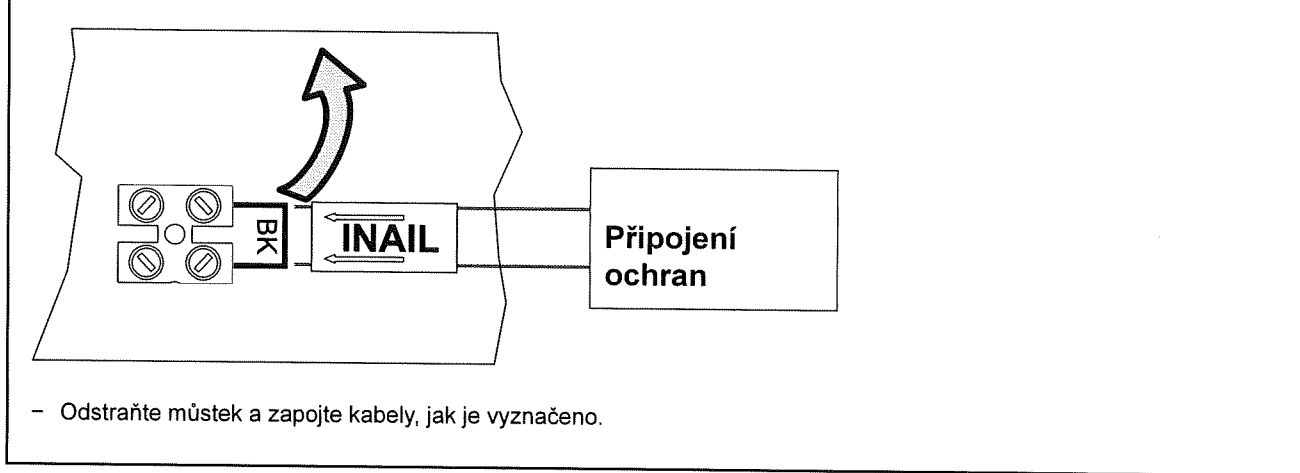 BK
INAIL
Připojení
ochran
– Odstraňte můstek a zapojte kabely, jak je vyznačeno.